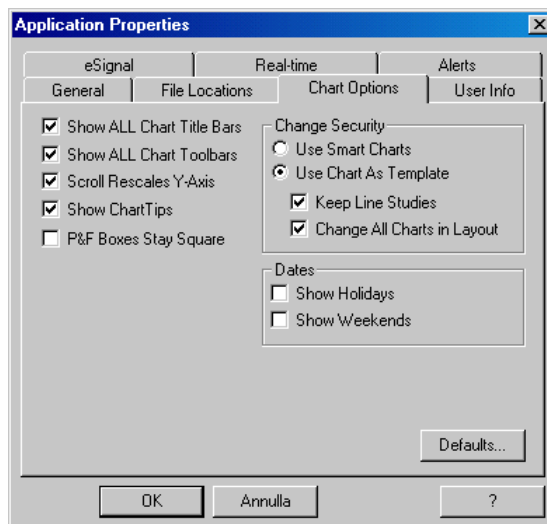 Application Properties
eSignal
Real-time
Alerts
General
File Locations
Chart Options
User Info
Show ALL Chart Title Bars
Show ALL Chart Toolbars
Scroll Rescales Y-Axis
Show ChartTips
P&F Boxes Stay Square
Change Security
Use Smart Charts
Use Chart As Template
Keep Line Studies
Change All Charts in Layout
Dates
Show Holidays
Show Weekends
Defaults...
OK
Annulla
?